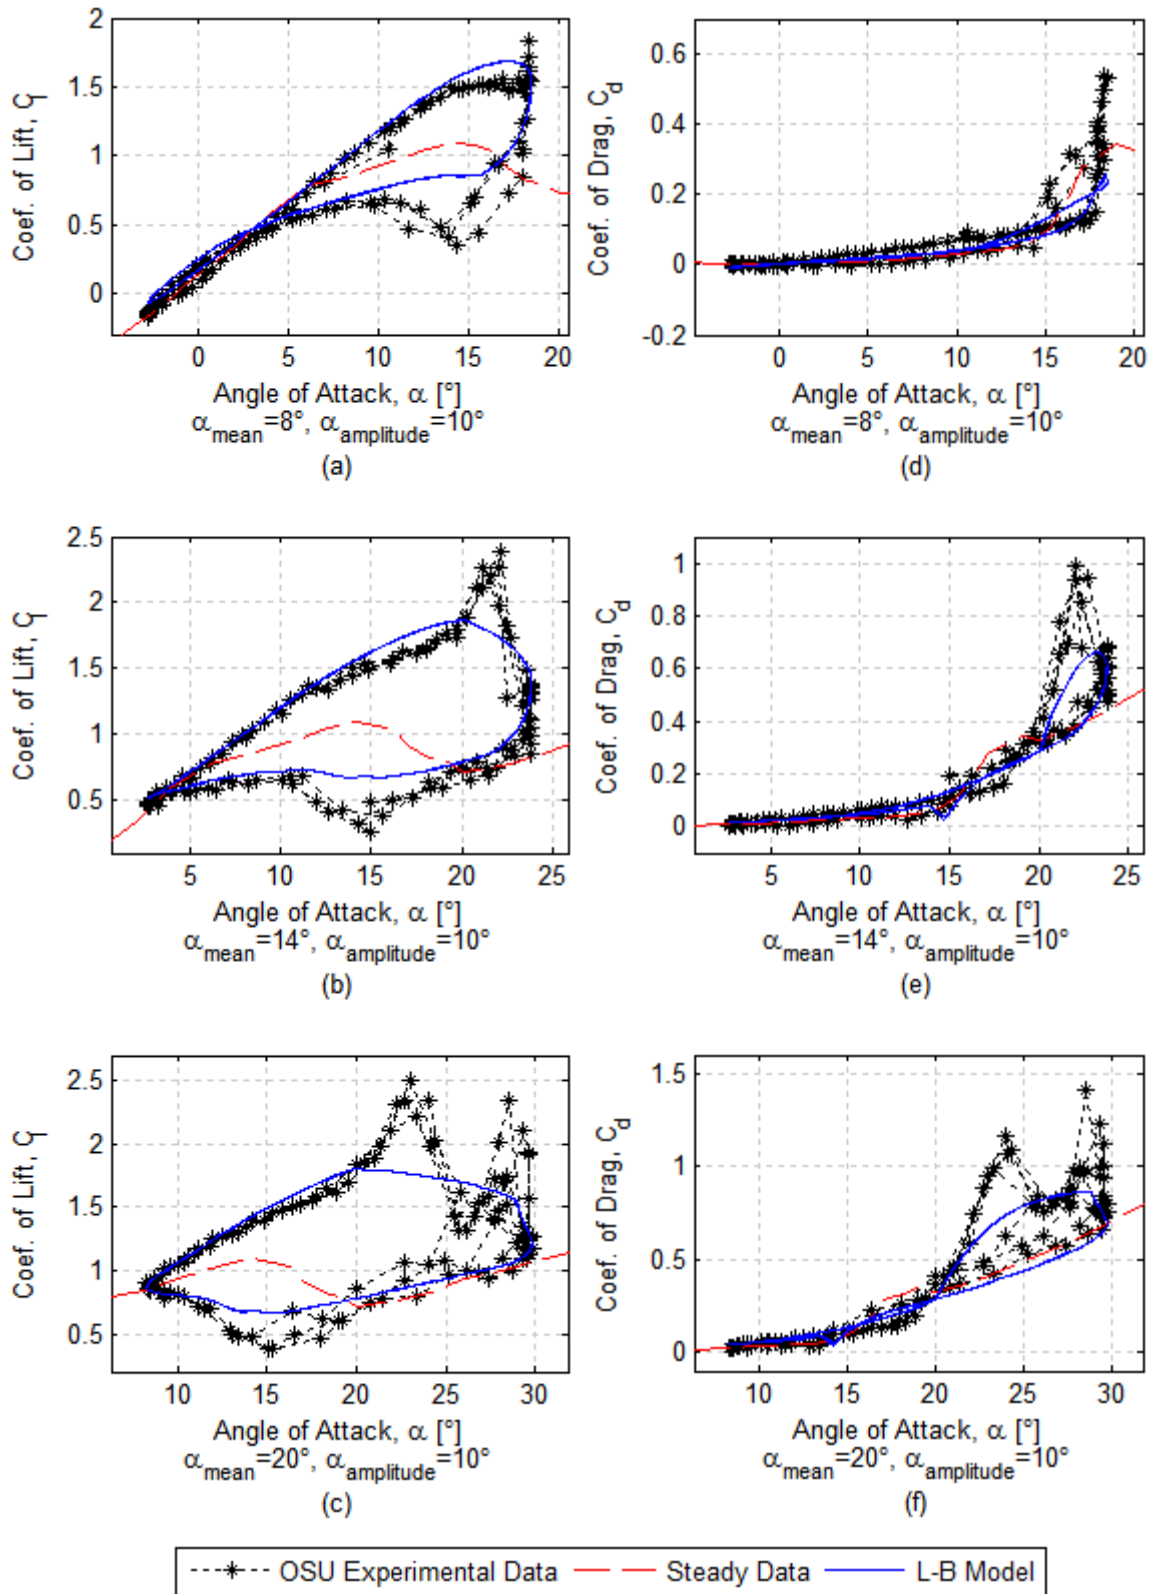 2
1.5
1
0.5
0
Coef. of Lift, Cl
0 5 10 15 20
Angle of Attack, α [°]
αmean=8°, αamplitude=10°
(a)
0.6
0.4
0.2
0
-0.2
Coef. of Drag, Cd
0 5 10 15 20
Angle of Attack, α [°]
αmean=8°, αamplitude=10°
(d)
2.5
2
1.5
1
0.5
Coef. of Lift, Cl
5 10 15 20 25
Angle of Attack, α [°]
αmean=14°, αamplitude=10°
(b)
1
0.8
0.6
0.4
0.2
0
Coef. of Drag, Cd
5 10 15 20 25
Angle of Attack, α [°]
αmean=14°, αamplitude=10°
(e)
2.5
2
1.5
1
0.5
Coef. of Lift, Cl
10 15 20 25 30
Angle of Attack, α [°]
αmean=20°, αamplitude=10°
(c)
1.5
1
0.5
0
Coef. of Drag, Cd
10 15 20 25 30
Angle of Attack, α [°]
αmean=20°, αamplitude=10°
(f)
OSU Experimental Data Steady Data L-B Model